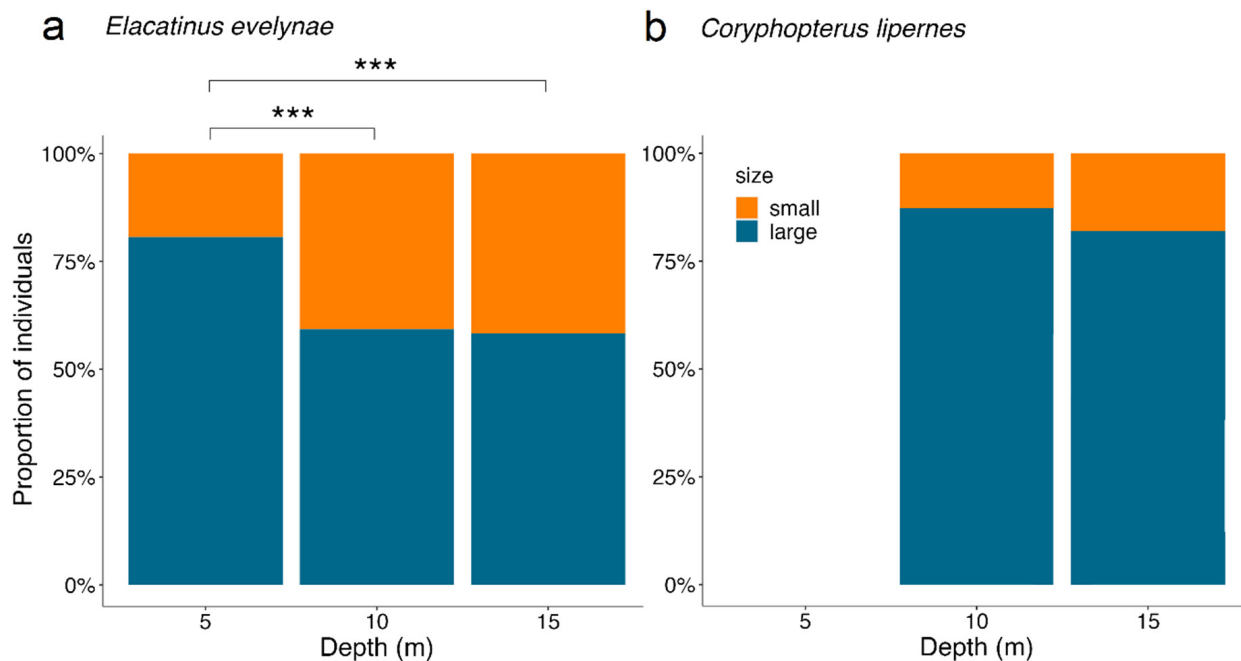 a Elacatinus evelynae
***
***
100%
75%
50%
25%
0%
Proportion of individuals
5 10 15
Depth (m)
b Coryphopterus lipernes
size
small
large
100%
75%
50%
25%
0%
5 10 15
Depth (m)